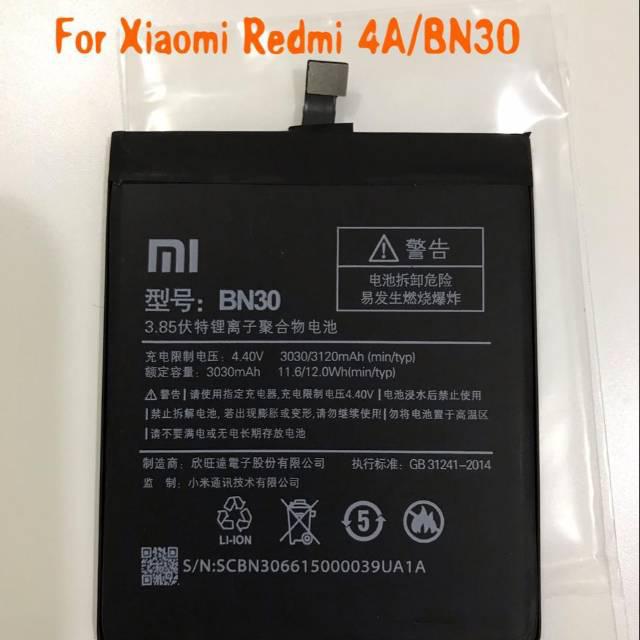 For Xiaomi Redmi 4A/BN30
mi
型号: BN30
警告
电池拆卸危险
易发生燃烧爆炸
3.85伏特锂离子聚合物电池
充电限制电压: 4.40V 3030/3120mAh (min/typ)
额定容量: 3030mAh 11.6/12.0Wh(min/typ)
警告|请使用指定充电器,充电限制电压4.40V|电池浸水后禁止使用
|禁止拆解电池, 若出现膨胀或变形, 请勿继续使用|勿将电池置于高温区
|请不要满电或无电长期存放电池
制造商: 欣旺達電子股份有限公司 执行标准: GB 31241-2014
监 制: 小米通讯技术有限公司
LI-ION
5
S/N:SCBN306615000039UA1A